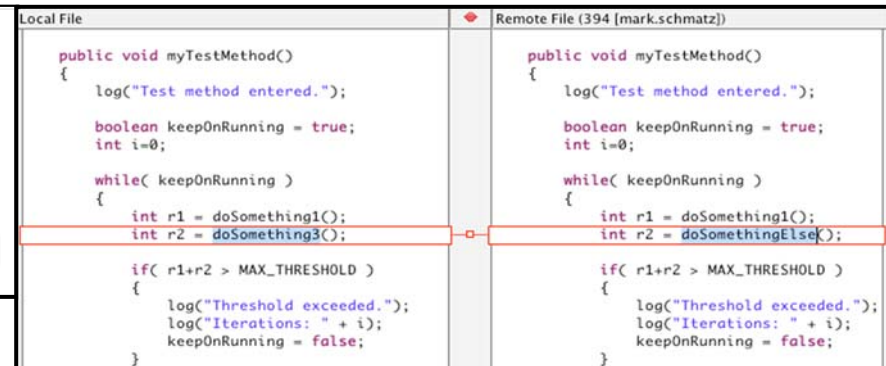 Local File
public void myTestMethod()
{
log("Test method entered.");
boolean keepOnRunning = true;
int i=0;
while( keepOnRunning )
{
int r1 = doSomething1();
int r2 = doSomething3();
if( r1+r2 > MAX_THRESHOLD )
{
log("Threshold exceeded.");
log("Iterations: " + i);
keepOnRunning = false;
}
Remote File (394 [mark.schmatz])
public void myTestMethod()
{
log("Test method entered.");
boolean keepOnRunning = true;
int i=0;
while( keepOnRunning )
{
int r1 = doSomething1();
int r2 = doSomethingElse();
if( r1+r2 > MAX_THRESHOLD )
{
log("Threshold exceeded.");
log("Iterations: " + i);
keepOnRunning = false;
}